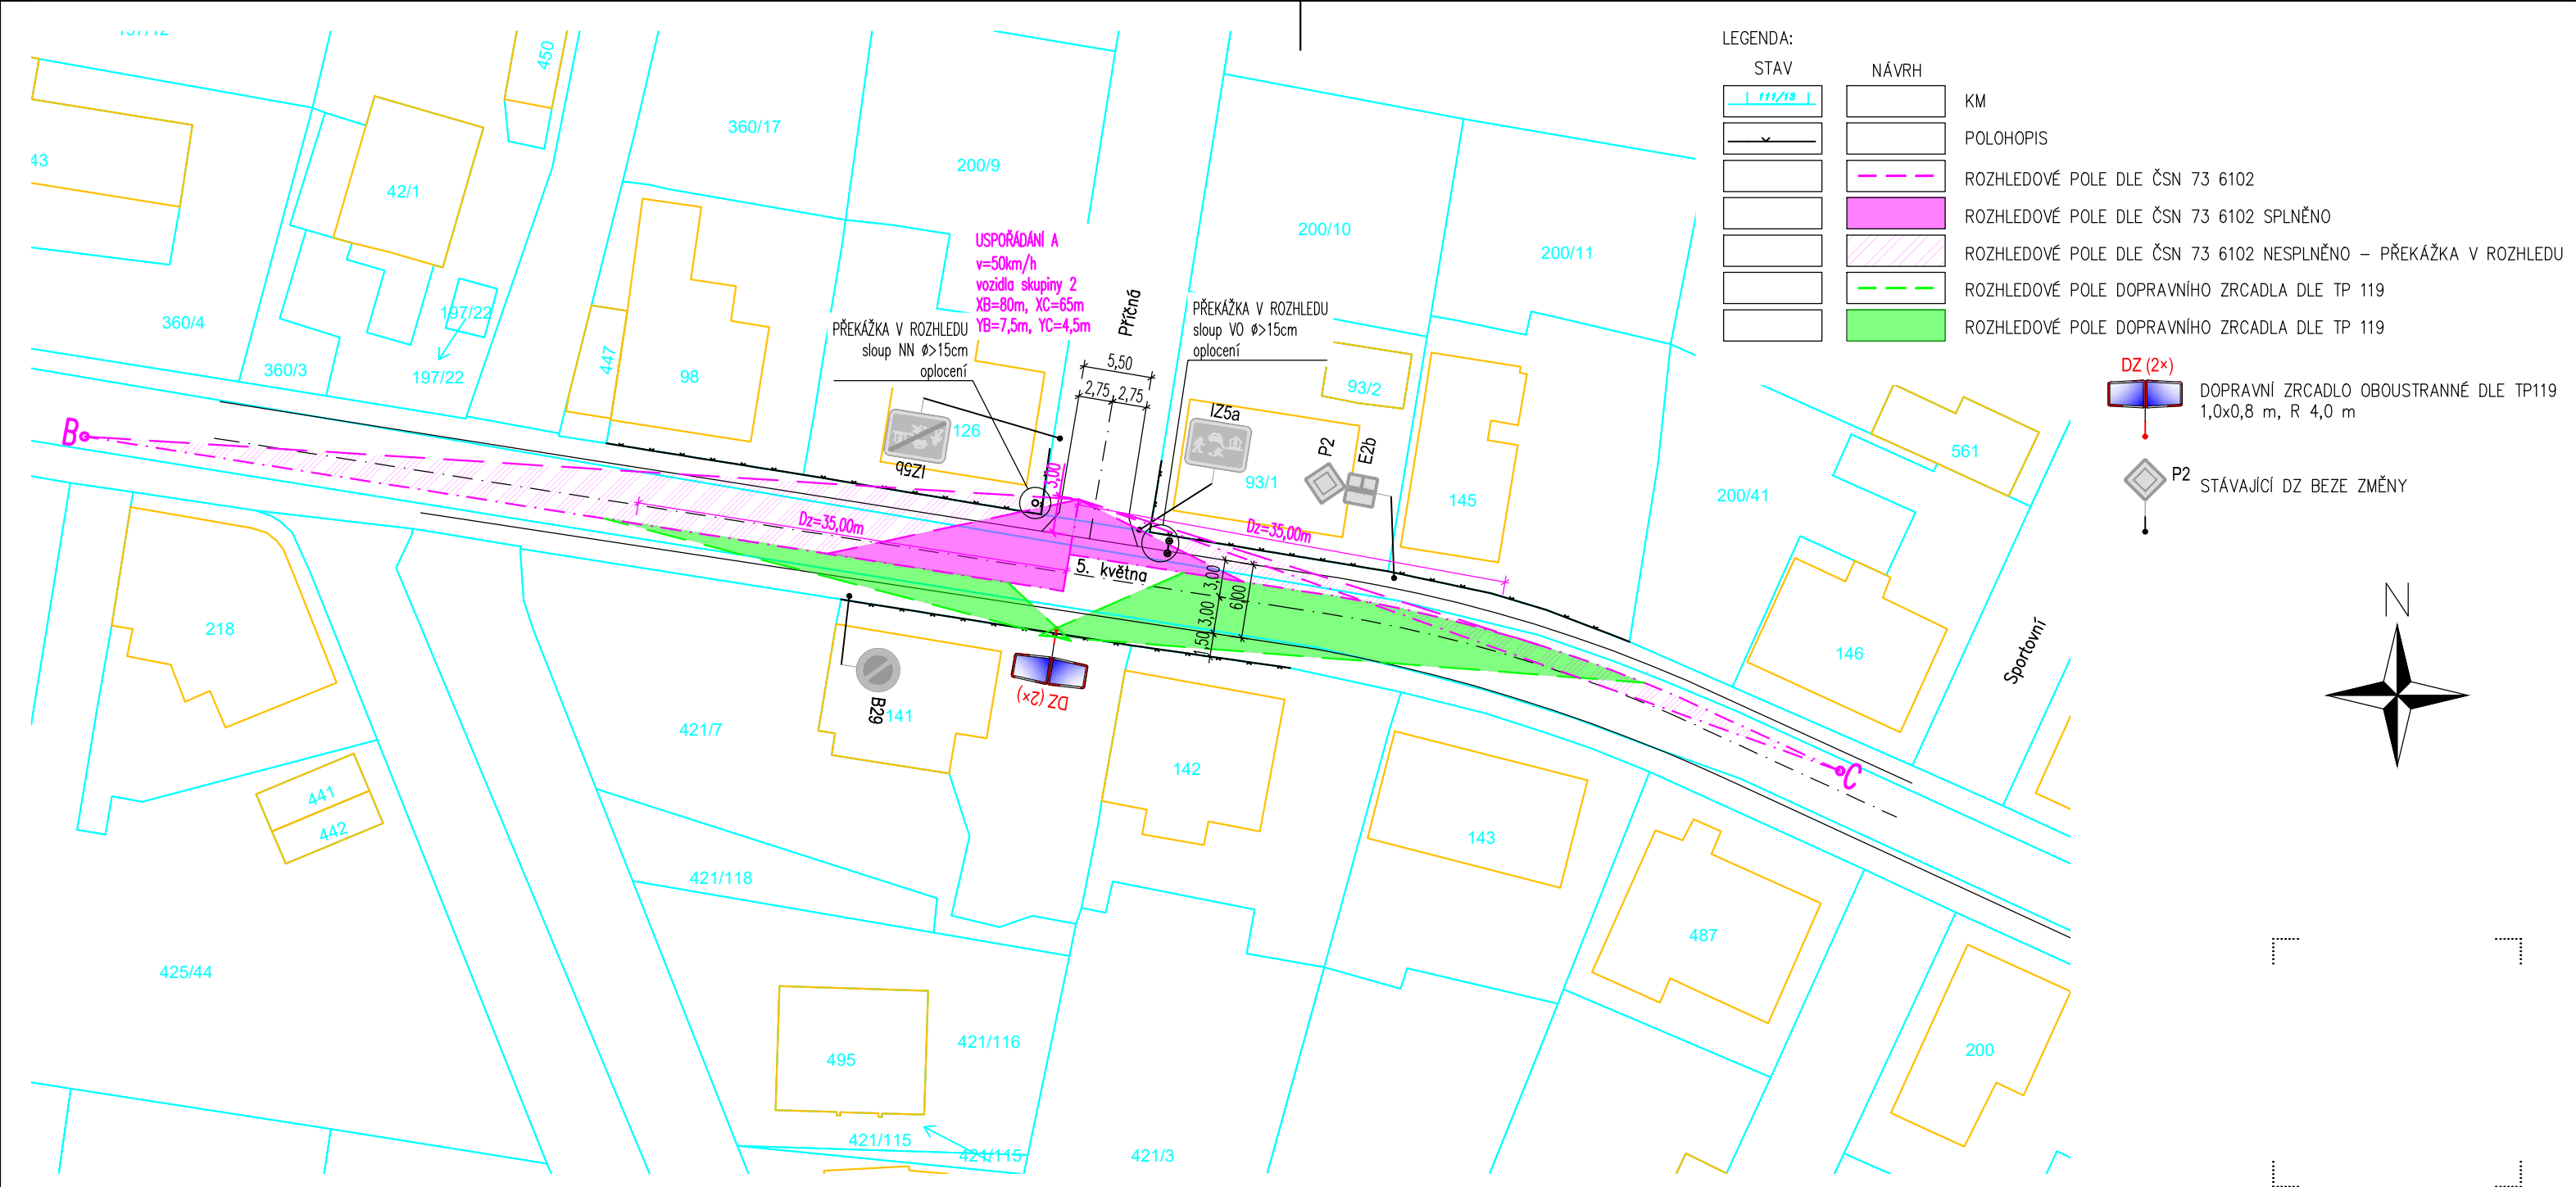 LEGENDA:
STAV NÁVRH
111/13 KM
POLOHOPIS
ROZHLEDOVÉ POLE DLE ČSN 73 6102
ROZHLEDOVÉ POLE DLE ČSN 73 6102 SPLNĚNO
ROZHLEDOVÉ POLE DLE ČSN 73 6102 NESPLNĚNO – PŘEKÁŽKA V ROZHLEDU
ROZHLEDOVÉ POLE DOPRAVNÍHO ZRCADLA DLE TP 119
ROZHLEDOVÉ POLE DOPRAVNÍHO ZRCADLA DLE TP 119
DZ (2×)
DOPRAVNÍ ZRCADLO OBOUSTRANNÉ DLE TP119
1,0x0,8 m, R 4,0 m
P2
STÁVAJÍCÍ DZ BEZE ZMĚNY
N
450
360/17
200/9
43
42/1
200/10
200/11
USPOŘÁDÁNÍ A
v=50km/h
vozidla skupiny 2
XB=80m, XC=65m
YB=7,5m, YC=4,5m
Příčná
PŘEKÁŽKA V ROZHLEDU
sloup NN ø>15cm
oplocení
PŘEKÁŽKA V ROZHLEDU
sloup VO ø>15cm
oplocení
360/4
197/22
360/3
197/22
447
98
5,50
2,75
2,75
93/2
IZ5a
P2
E2b
126
IZ5b
93/1
145
200/41
561
B
3,00
Dz=35,00m
Dz=35,00m
5. května
3,00
6,00
3,00
1,50
218
146
Sportovní
DZ (2×)
B29
141
421/7
142
C
441
442
143
421/118
487
425/44
495
421/116
200
421/115
421/115
421/3